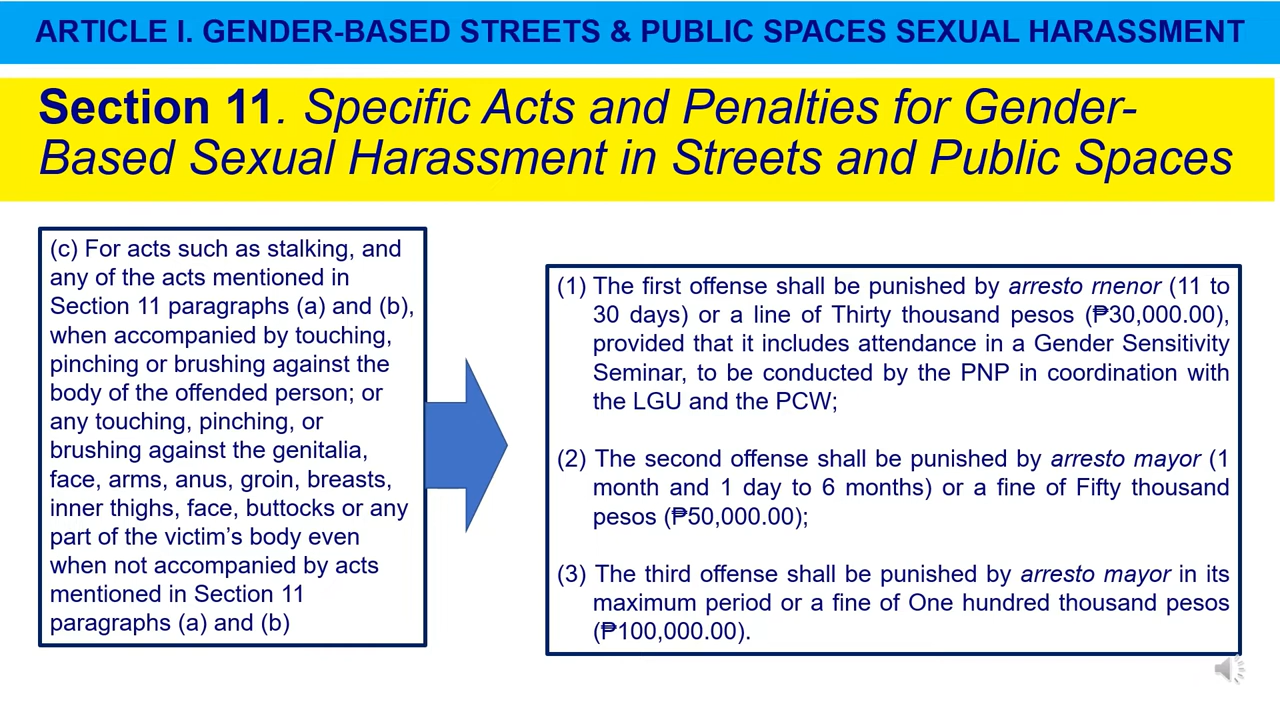 ARTICLE I. GENDER-BASED STREETS & PUBLIC SPACES SEXUAL HARASSMENT
Section 11. Specific Acts and Penalties for Gender-
Based Sexual Harassment in Streets and Public Spaces
(c) For acts such as stalking, and
any of the acts mentioned in
Section 11 paragraphs (a) and (b),
when accompanied by touching,
pinching or brushing against the
body of the offended person; or
any touching, pinching, or
brushing against the genitalia,
face, arms, anus, groin, breasts,
inner thighs, face, buttocks or any
part of the victim's body even
when not accompanied by acts
mentioned in Section 11
paragraphs (a) and (b)
(1) The first offense shall be punished by arresto rnenor (11 to
30 days) or a line of Thirty thousand pesos (₱30,000.00),
provided that it includes attendance in a Gender Sensitivity
Seminar, to be conducted by the PNP in coordination with
the LGU and the PCW;
(2) The second offense shall be punished by arresto mayor (1
month and 1 day to 6 months) or a fine of Fifty thousand
pesos (₱50,000.00);
(3) The third offense shall be punished by arresto mayor in its
maximum period or a fine of One hundred thousand pesos
(₱100,000.00).